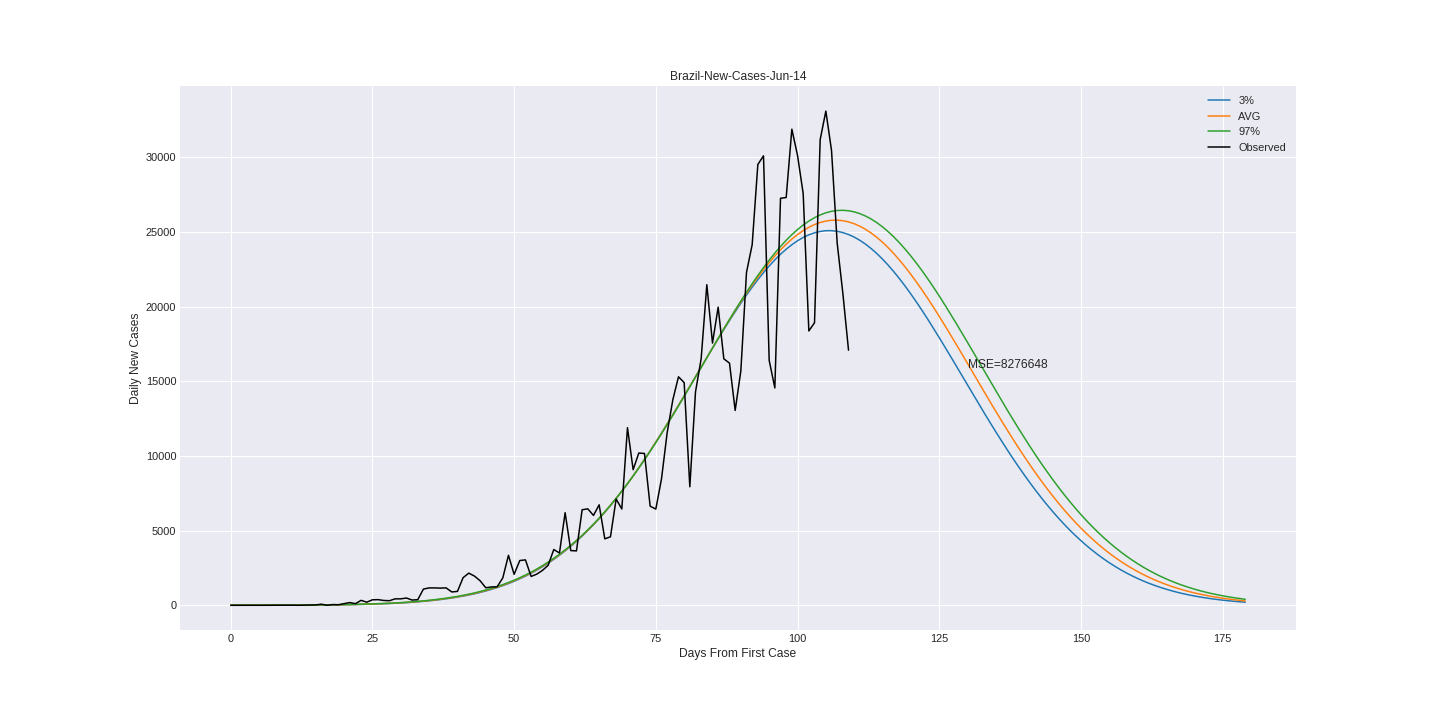 Brazil-New-Cases-Jun-14
3%
AVG
97%
Observed
Daily New Cases
30000
25000
20000
15000
10000
5000
0
MSE=8276648
0 25 50 75 100 125 150 175
Days From First Case